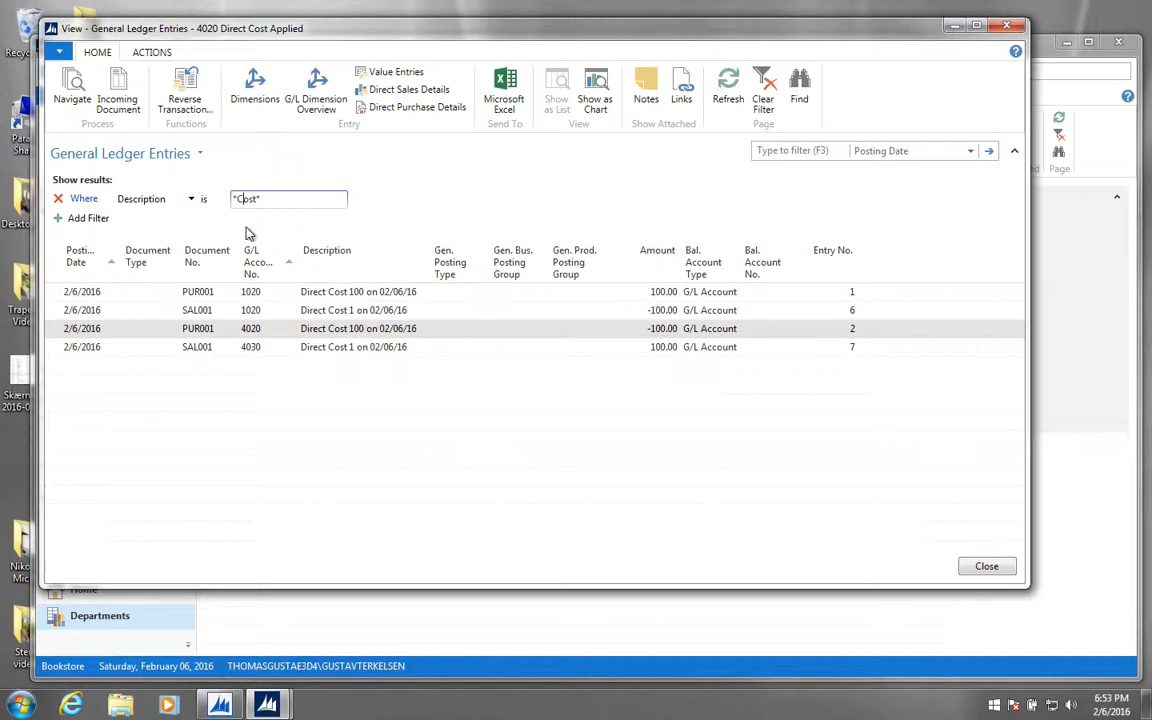 View - General Ledger Entries - 4020 Direct Cost Applied
HOME ACTIONS
Navigate
Incoming Document
Process
Reverse Transaction...
Functions
Dimensions
G/L Dimension Overview
Value Entries
Direct Sales Details
Direct Purchase Details
Entry
Microsoft Excel
Send To
Show as List
Show as Chart
View
Notes
Links
Show Attached
Refresh
Clear Filter
Find
Page
General Ledger Entries
Type to filter (F3) Posting Date
Show results:
Where Description is *Cost*
Add Filter
Posti... Date Document Type Document No. G/L Acco... No. Description Gen. Posting Type Gen. Bus. Posting Group Gen. Prod. Posting Group Amount Bal. Account Type Bal. Account No. Entry No.
2/6/2016 PUR001 1020 Direct Cost 100 on 02/06/16 100.00 G/L Account 1
2/6/2016 SAL001 1020 Direct Cost 1 on 02/06/16 -100.00 G/L Account 6
2/6/2016 PUR001 4020 Direct Cost 100 on 02/06/16 -100.00 G/L Account 2
2/6/2016 SAL001 4030 Direct Cost 1 on 02/06/16 100.00 G/L Account 7
Close
Page
Home
Departments
Bookstore Saturday, February 06, 2016 THOMASGUSTAE3D4\GUSTAVTERKELSEN
6:53 PM
2/6/2016